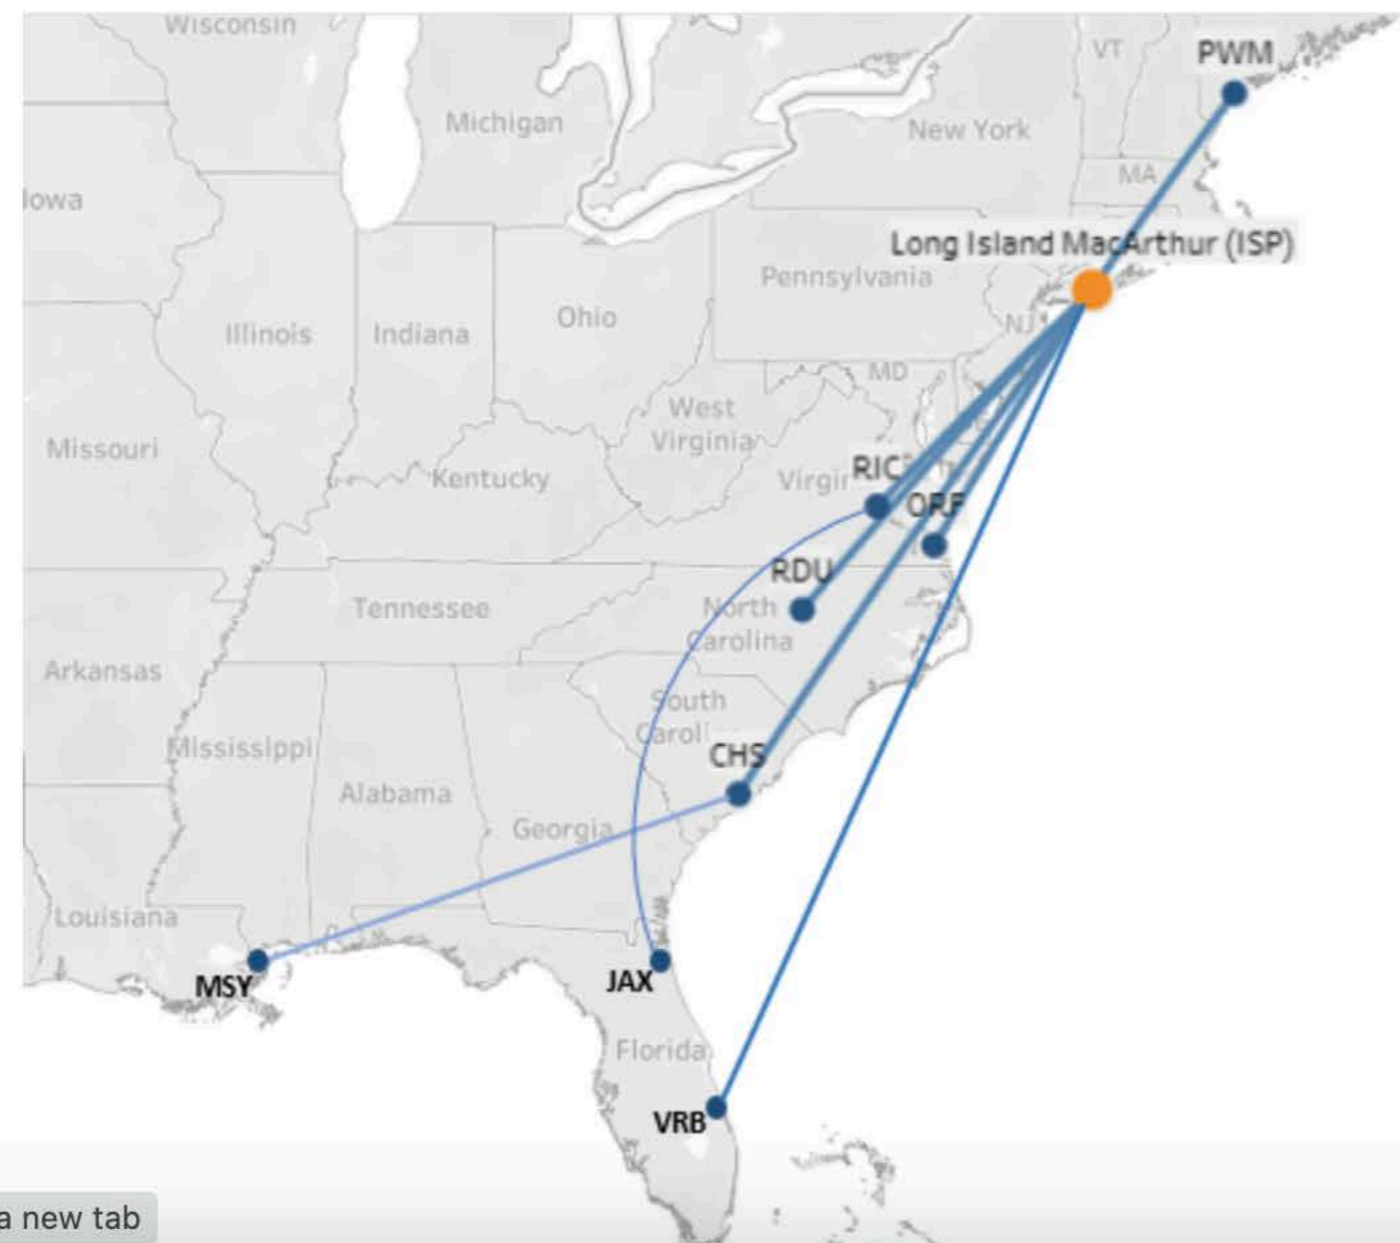 Wisconsin
VT
PWM
Michigan
New York
MA
Iowa
Long Island MacArthur (ISP)
Pennsylvania
Illinois
Indiana
Ohio
NJ
MD
West
Virginia
Missouri
Kentucky
RIC
Virgir
ORF
RDU
Tennessee
North
Carolina
Arkansas
South
Caroli
CHS
Mississippi
Alabama
Georgia
Louisiana
MSY
JAX
Florida
VRB
a new tab